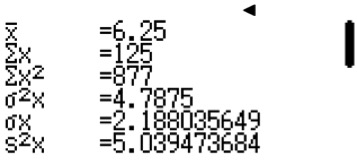 x̄ =6.25
Σx =125
Σx² =877
σ²x =4.7875
σx =2.188035649
s²x =5.039473684